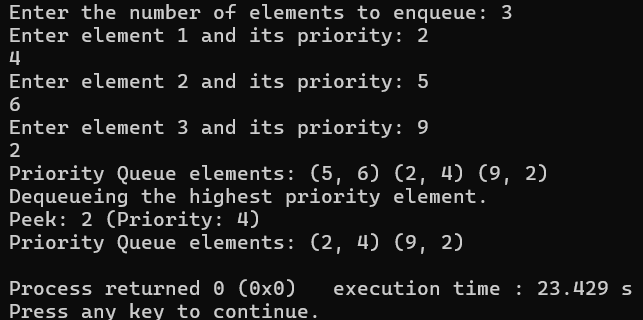 Enter the number of elements to enqueue: 3
Enter element 1 and its priority: 2
4
Enter element 2 and its priority: 5
6
Enter element 3 and its priority: 9
2
Priority Queue elements: (5, 6) (2, 4) (9, 2)
Dequeueing the highest priority element.
Peek: 2 (Priority: 4)
Priority Queue elements: (2, 4) (9, 2)

Process returned 0 (0x0)   execution time : 23.429 s
Press any key to continue.